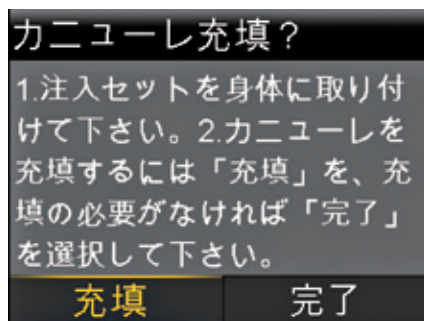 カニューレ充填？
1.注入セットを身体に取り付
けて下さい。2.カニューレを
充填するには「充填」を、充
填の必要がなければ「完了」
を選択して下さい。
充填
完了